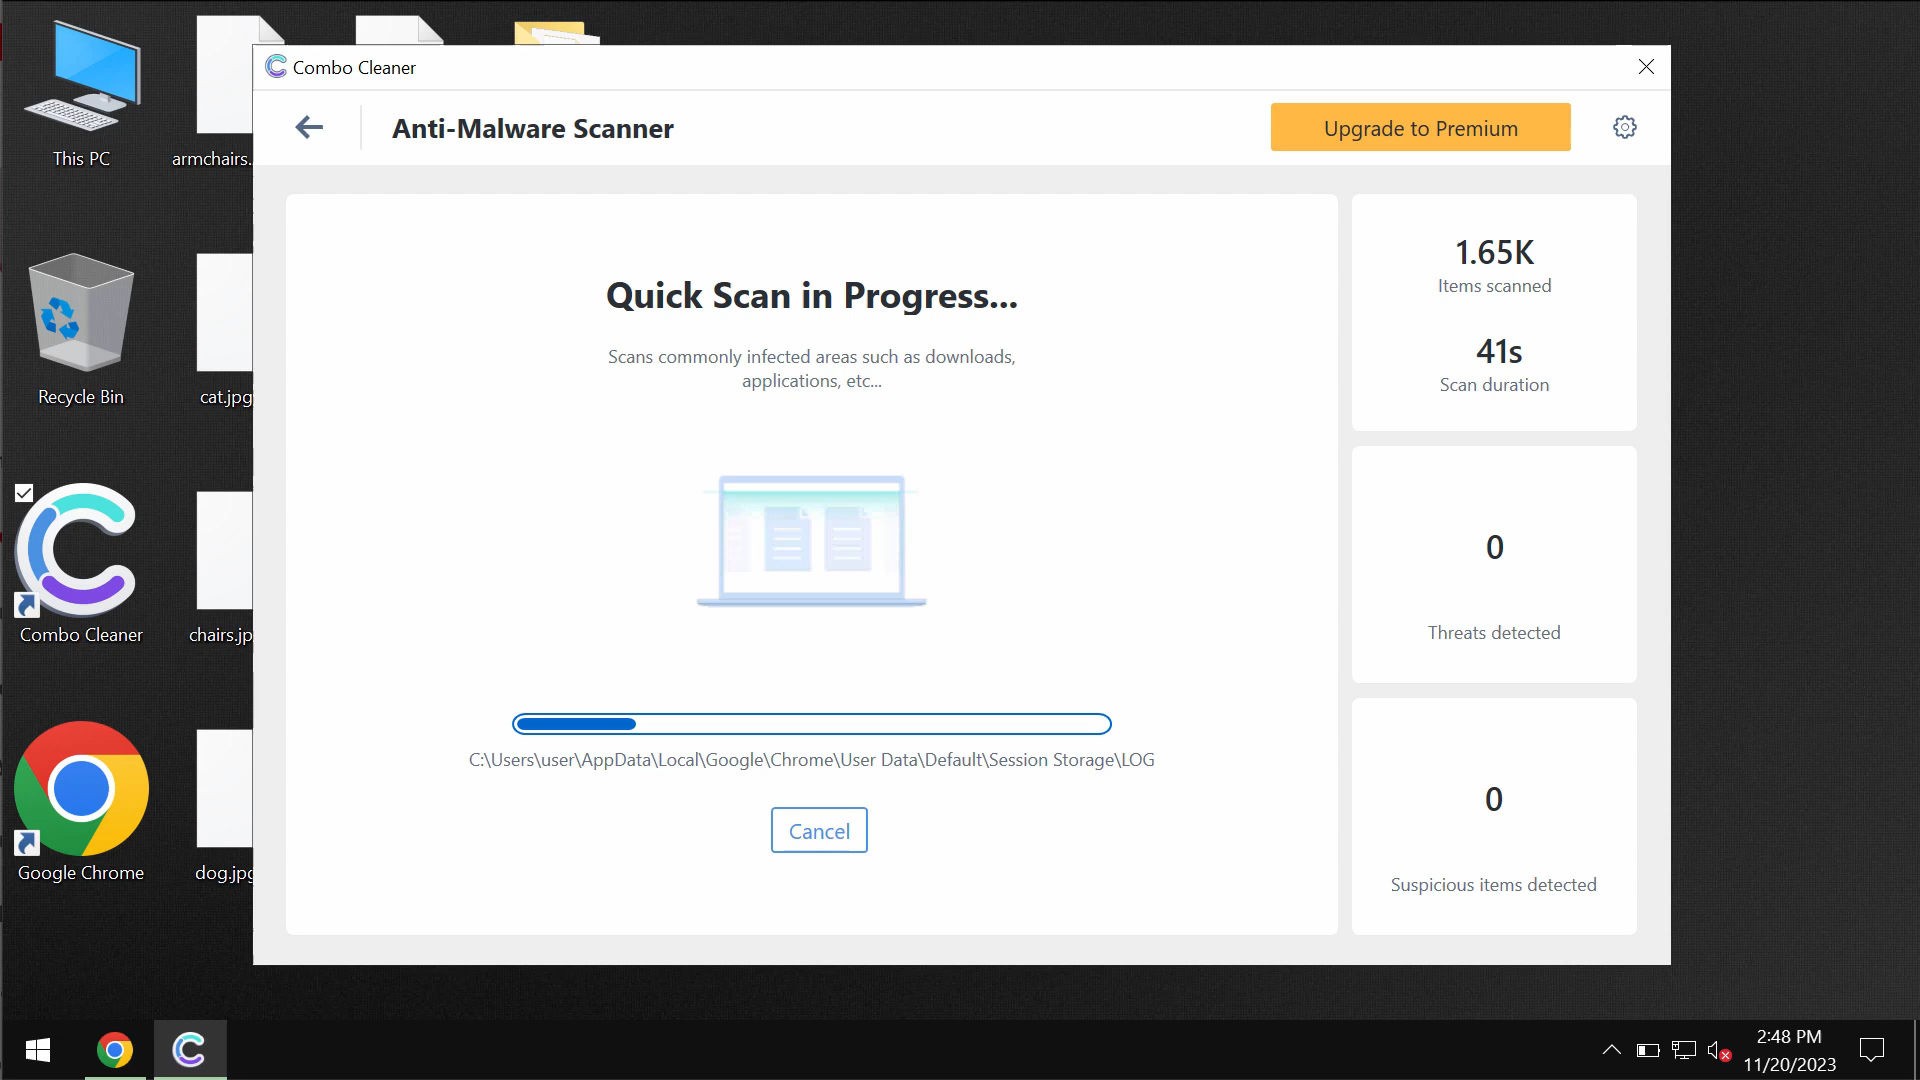 This PC
armchairs.
Recycle Bin
cat.jpg
Combo Cleaner
chairs.jp
Google Chrome
dog.jpg
Combo Cleaner
Anti-Malware Scanner
Upgrade to Premium
Quick Scan in Progress...
Scans commonly infected areas such as downloads,
applications, etc...
C:\Users\user\AppData\Local\Google\Chrome\User Data\Default\Session Storage\LOG
Cancel
1.65K
Items scanned
41s
Scan duration
0
Threats detected
0
Suspicious items detected
2:48 PM
11/20/2023